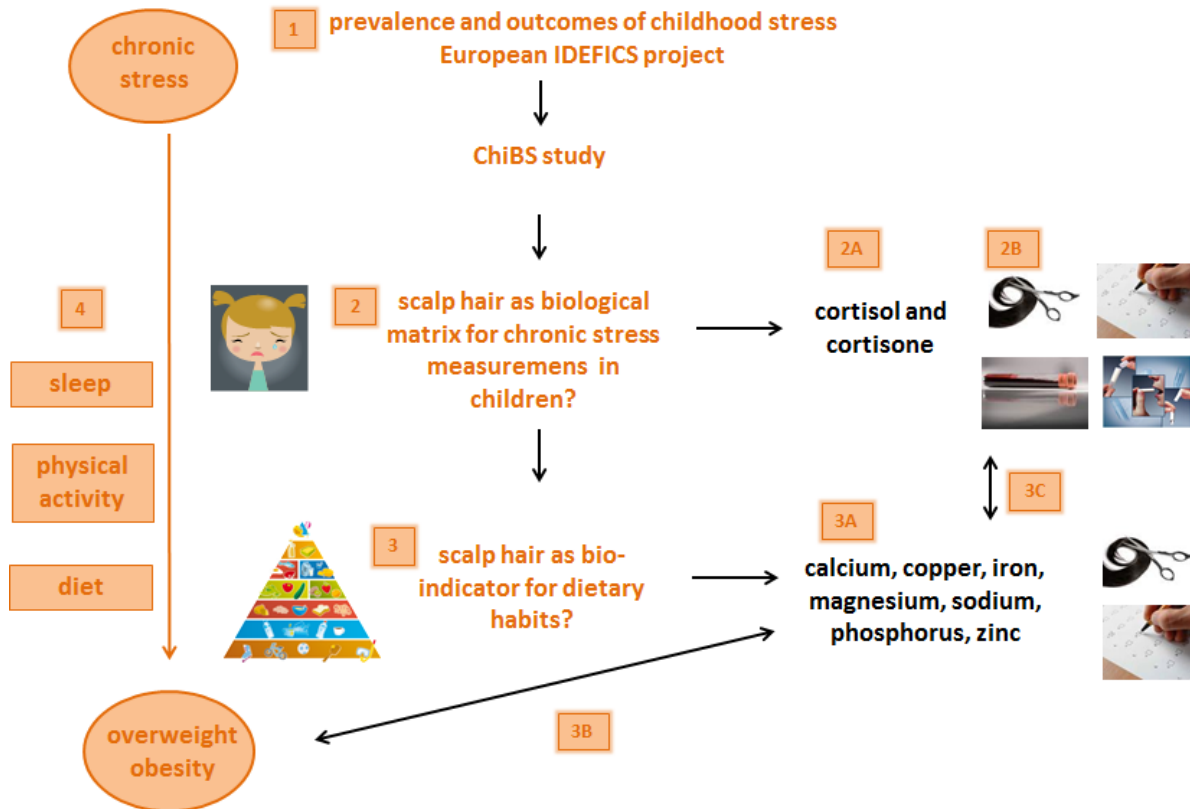 chronic
stress
1
prevalence and outcomes of childhood stress
European IDEFICS project
ChiBS study
2A
2B
4
2
scalp hair as biological
matrix for chronic stress
measuremens in
children?
cortisol and
cortisone
sleep
physical
activity
diet
3C
3A
3
scalp hair as bio-
indicator for dietary
habits?
calcium, copper, iron,
magnesium, sodium,
phosphorus, zinc
3B
overweight
obesity